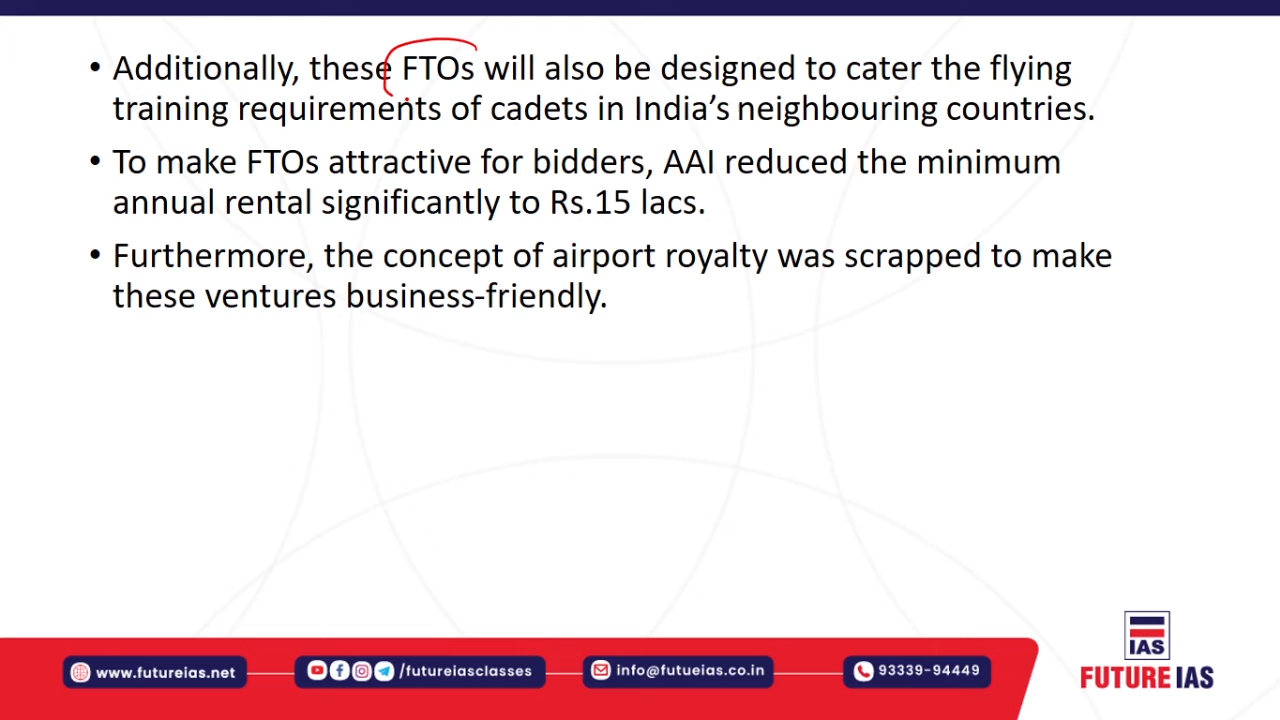 • Additionally, these FTOs will also be designed to cater the flying
training requirements of cadets in India’s neighbouring countries.
• To make FTOs attractive for bidders, AAI reduced the minimum
annual rental significantly to Rs.15 lacs.
• Furthermore, the concept of airport royalty was scrapped to make
these ventures business-friendly.
IAS
FUTURE IAS
www.futureias.net
/futureiasclasses
info@futueias.co.in
93339-94449